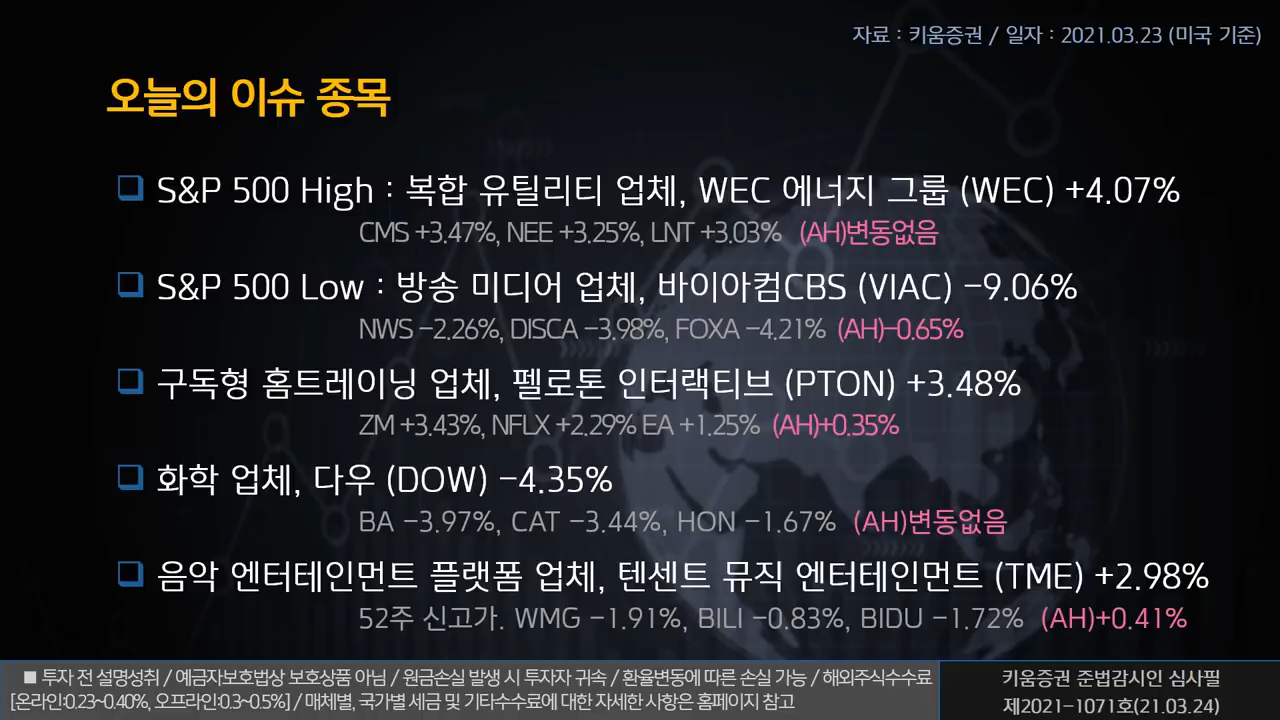 자료 : 키움증권 / 일자 : 2021.03.23 (미국 기준)
오늘의 이슈 종목
❑ S&P 500 High : 복합 유틸리티 업체, WEC 에너지 그룹 (WEC) +4.07%
CMS +3.47%, NEE +3.25%, LNT +3.03% (AH)변동없음
❑ S&P 500 Low : 방송 미디어 업체, 바이아컴CBS (VIAC) −9.06%
NWS −2.26%, DISCA −3.98%, FOXA −4.21% (AH)−0.65%
❑ 구독형 홈트레이닝 업체, 펠로톤 인터랙티브 (PTON) +3.48%
ZM +3.43%, NFLX +2.29% EA +1.25% (AH)+0.35%
❑ 화학 업체, 다우 (DOW) −4.35%
BA −3.97%, CAT −3.44%, HON −1.67% (AH)변동없음
❑ 음악 엔터테인먼트 플랫폼 업체, 텐센트 뮤직 엔터테인먼트 (TME) +2.98%
52주 신고가. WMG −1.91%, BILI −0.83%, BIDU −1.72% (AH)+0.41%
■ 투자 전 설명성취 / 예금자보호법상 보호상품 아님 / 원금손실 발생 시 투자자 귀속 / 환율변동에 따른 손실 가능 / 해외주식수수료
[온라인:0.23~0.40%, 오프라인:0.3~0.5%] / 매체별, 국가별 세금 및 기타수수료에 대한 자세한 사항은 홈페이지 참고
키움증권 준법감시인 심사필
제2021-1071호(21.03.24)